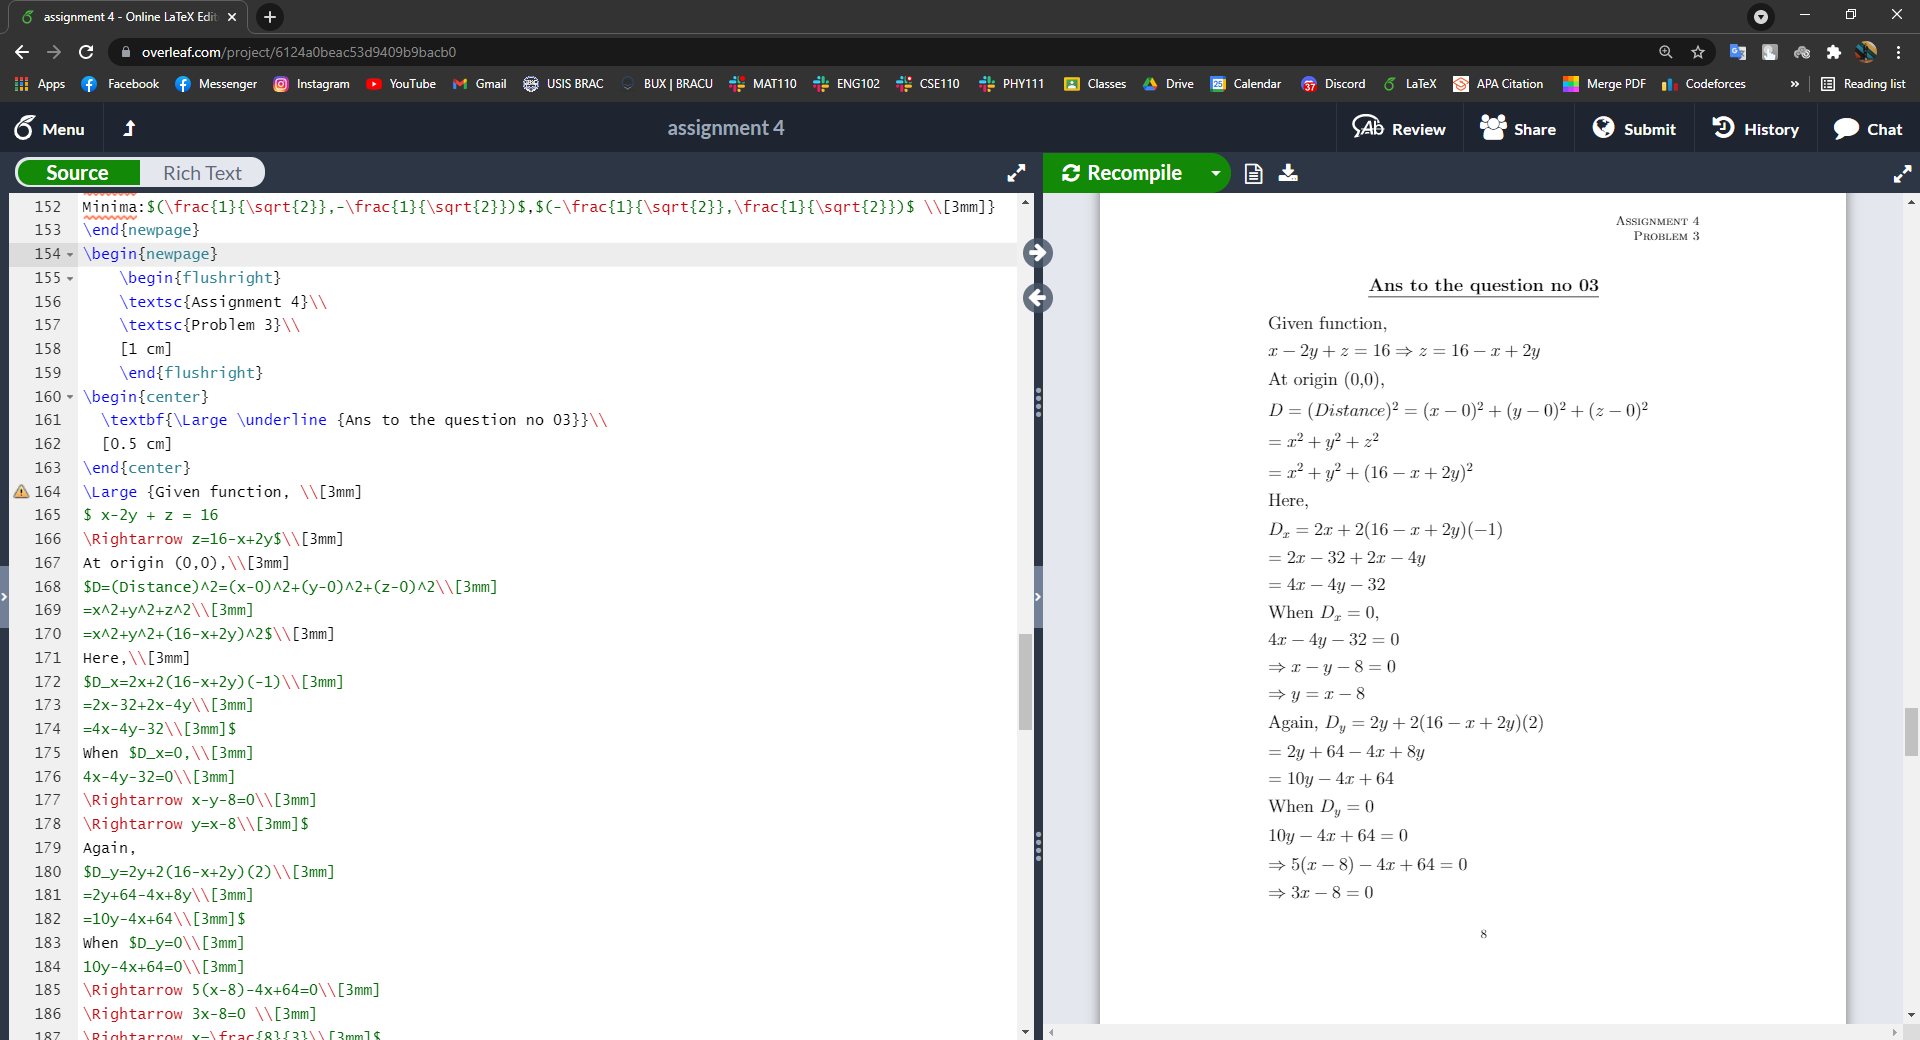 assignment 4 - Online LaTeX Edit
overleaf.com/project/6124a0beac53d9409b9bacb0
Apps Facebook Messenger Instagram YouTube Gmail USIS BRAC BUX | BRACU MAT110 ENG102 CSE110 PHY111 Classes Drive 25 Calendar 37 Discord LaTeX APA Citation Merge PDF Codeforces » Reading list
Menu assignment 4 Review Share Submit History Chat
Source Rich Text Recompile
152 Minima:$(\frac{1}{\sqrt{2}},-\frac{1}{\sqrt{2}})$,$(-\frac{1}{\sqrt{2}},\frac{1}{\sqrt{2}})$ \\[3mm]}
153 \end{newpage}
154 \begin{newpage}
155 \begin{flushright}
156 \textsc{Assignment 4}\\
157 \textsc{Problem 3}\\
158 [1 cm]
159 \end{flushright}
160 \begin{center}
161 \textbf{\Large \underline {Ans to the question no 03}}\\
162 [0.5 cm]
163 \end{center}
164 \Large {Given function, \\[3mm]
165 $ x-2y + z = 16
166 \Rightarrow z=16-x+2y$\\[3mm]
167 At origin (0,0),\\[3mm]
168 $D=(Distance)^2=(x-0)^2+(y-0)^2+(z-0)^2\\[3mm]
169 =x^2+y^2+z^2\\[3mm]
170 =x^2+y^2+(16-x+2y)^2$\\[3mm]
171 Here,\\[3mm]
172 $D_x=2x+2(16-x+2y)(-1)\\[3mm]
173 =2x-32+2x-4y\\[3mm]
174 =4x-4y-32\\[3mm]$
175 When $D_x=0,\\[3mm]
176 4x-4y-32=0\\[3mm]
177 \Rightarrow x-y-8=0\\[3mm]
178 \Rightarrow y=x-8\\[3mm]$
179 Again,
180 $D_y=2y+2(16-x+2y)(2)\\[3mm]
181 =2y+64-4x+8y\\[3mm]
182 =10y-4x+64\\[3mm]$
183 When $D_y=0\\[3mm]
184 10y-4x+64=0\\[3mm]
185 \Rightarrow 5(x-8)-4x+64=0\\[3mm]
186 \Rightarrow 3x-8=0 \\[3mm]
187 \Rightarrow x=\frac{8}{3}\\[3mm]$
Assignment 4
Problem 3
Ans to the question no 03
Given function,
x − 2y + z = 16 ⇒ z = 16 − x + 2y
At origin (0,0),
D = (Distance)² = (x − 0)² + (y − 0)² + (z − 0)²
= x² + y² + z²
= x² + y² + (16 − x + 2y)²
Here,
Dₓ = 2x + 2(16 − x + 2y)(−1)
= 2x − 32 + 2x − 4y
= 4x − 4y − 32
When Dₓ = 0,
4x − 4y − 32 = 0
⇒ x − y − 8 = 0
⇒ y = x − 8
Again, D_y = 2y + 2(16 − x + 2y)(2)
= 2y + 64 − 4x + 8y
= 10y − 4x + 64
When D_y = 0
10y − 4x + 64 = 0
⇒ 5(x − 8) − 4x + 64 = 0
⇒ 3x − 8 = 0
8